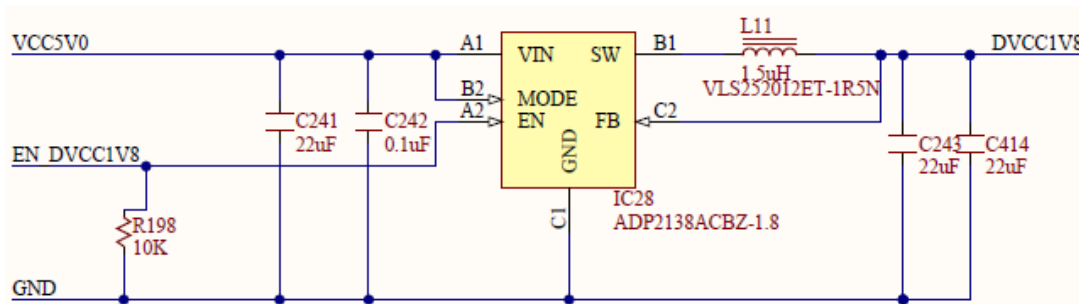 L11
VCC5V0
A1
VIN
SW
B1
DVCC1V8
1.5uH
VLS252012ET-1R5N
B2
MODE
A2
EN
FB
C2
C241
22uF
C242
0.1uF
GND
C243
22uF
C414
22uF
EN_DVCC1V8
C1
IC28
ADP2138ACBZ-1.8
R198
10K
GND